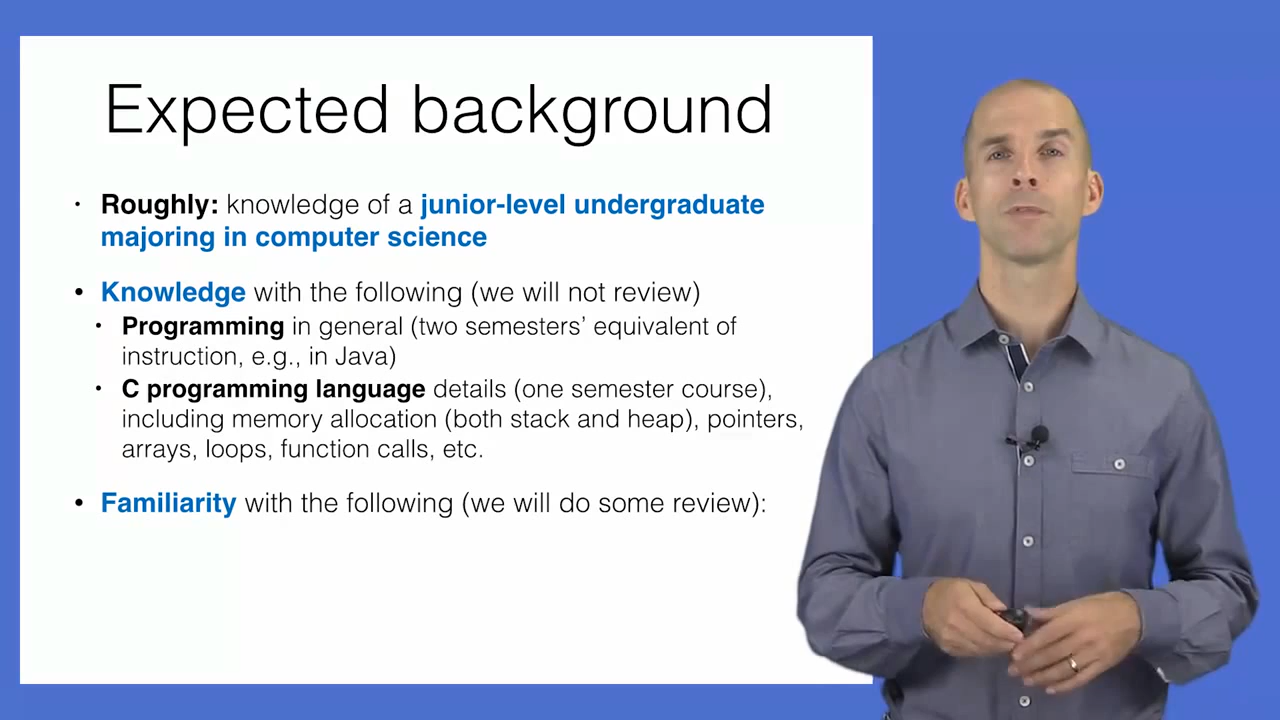 Expected background
• Roughly: knowledge of a junior-level undergraduate
majoring in computer science
• Knowledge with the following (we will not review)
• Programming in general (two semesters’ equivalent of
instruction, e.g., in Java)
• C programming language details (one semester course),
including memory allocation (both stack and heap), pointers,
arrays, loops, function calls, etc.
• Familiarity with the following (we will do some review):